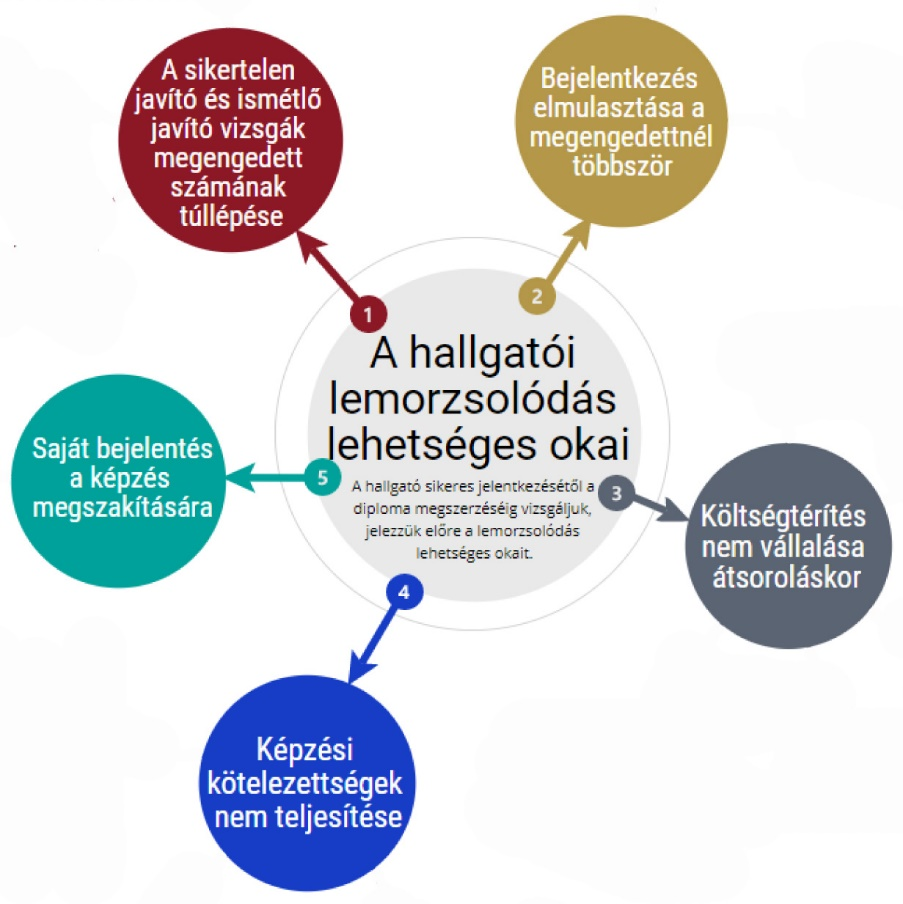 A hallgatói
lemorzsolódás
lehetséges okai
A hallgató sikeres jelentkezésétől a
diploma megszerzéséig vizsgáljuk,
jelezzük előre a lemorzsolódás
lehetséges okait.
1
A sikertelen
javító és ismétlő
javító vizsgák
megengedett
számának
túllépése
2
Bejelentkezés
elmulasztása a
megengedettnél
többször
3
Költségtérítés
nem vállalása
átsoroláskor
4
Képzési
kötelezettségek
nem teljesítése
5
Saját bejelentés
a képzés
megszakítására